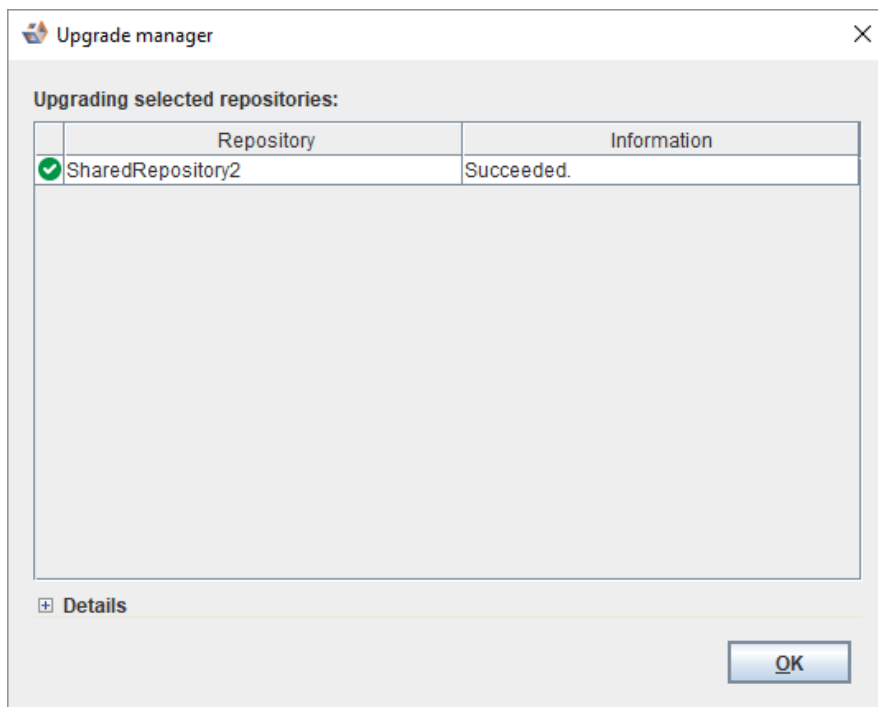 Upgrade manager
Upgrading selected repositories:
Repository Information
SharedRepository2 Succeeded.
Details
OK